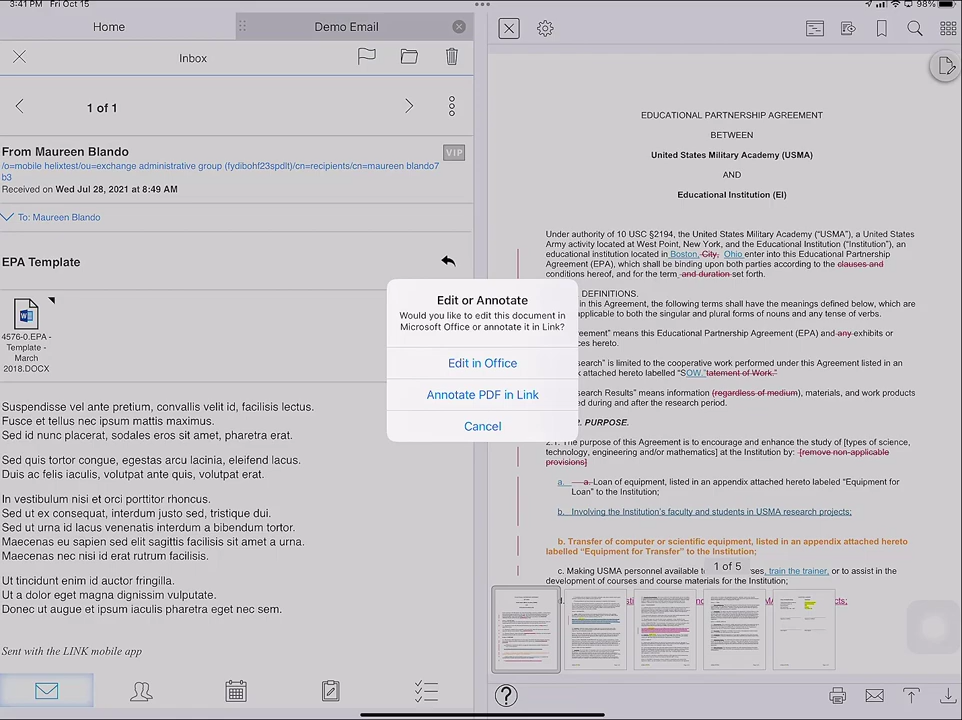 3:41 PM Fri Oct 15
98%
Home
Demo Email
Inbox
1 of 1
From Maureen Blando
VIP
/o=mobile helixtest/ou=exchange administrative group (fydibohf23spdlt)/cn=recipients/cn=maureen blando7
b3
Received on Wed Jul 28, 2021 at 8:49 AM
To: Maureen Blando
EPA Template
4576-0.EPA -
Template -
March
2018.DOCX
Suspendisse vel ante pretium, convallis velit id, facilisis lectus.
Fusce et tellus nec ipsum mattis maximus.
Sed id nunc placerat, sodales eros sit amet, pharetra erat.
Sed quis tortor congue, egestas arcu lacinia, eleifend lacus.
Duis ac felis iaculis, volutpat ante quis, volutpat erat.
In vestibulum nisi et orci porttitor rhoncus.
Sed ut ex consequat, interdum justo sed, tristique dui.
Sed ut urna id lacus venenatis interdum a bibendum tortor.
Maecenas eu sapien sed elit sagittis facilisis sit amet a urna.
Maecenas nec nisi id erat rutrum facilisis.
Ut tincidunt enim id auctor fringilla.
Ut a dolor eget magna dignissim vulputate.
Donec ut augue et ipsum iaculis pharetra eget nec sem.
Sent with the LINK mobile app
Edit or Annotate
Would you like to edit this document in
Microsoft Office or annotate it in Link?
Edit in Office
Annotate PDF in Link
Cancel
EDUCATIONAL PARTNERSHIP AGREEMENT
BETWEEN
United States Military Academy (USMA)
AND
Educational Institution (EI)
Under authority of 10 USC §2194, the United States Military Academy ("USMA"), a United States
Army activity located at West Point, New York, and the Educational Institution ("Institution"), an
educational institution located in Boston, City, Ohio enter into this Educational Partnership
Agreement (EPA), which shall be binding upon both parties according to the clauses and
conditions hereof, and for the term and duration set forth.
DEFINITIONS.
in this Agreement, the following terms shall have the meanings defined below, which are
applicable to both the singular and plural forms of nouns and any tense of verbs.
reement" means this Educational Partnership Agreement (EPA) and any exhibits or
ces hereto.
search" is limited to the cooperative work performed under this Agreement listed in an
attached hereto labelled "SOW."tatement of Work."
search Results" means information (regardless of medium), materials, and work products
d during and after the research period.
PURPOSE.
2.1. The purpose of this Agreement is to encourage and enhance the study of [types of science,
technology, engineering and/or mathematics] at the Institution by: [remove non-applicable
provisions]
a. a. Loan of equipment, listed in an appendix attached hereto labeled "Equipment for
Loan" to the Institution;
b. Involving the Institution's faculty and students in USMA research projects;
b. Transfer of computer or scientific equipment, listed in an appendix attached hereto
labelled "Equipment for Transfer" to the Institution;
c. Making USMA personnel available t
ses, train the trainer, or to assist in the
1 of 5
development of courses and course materials for the Institution;
cts;
?